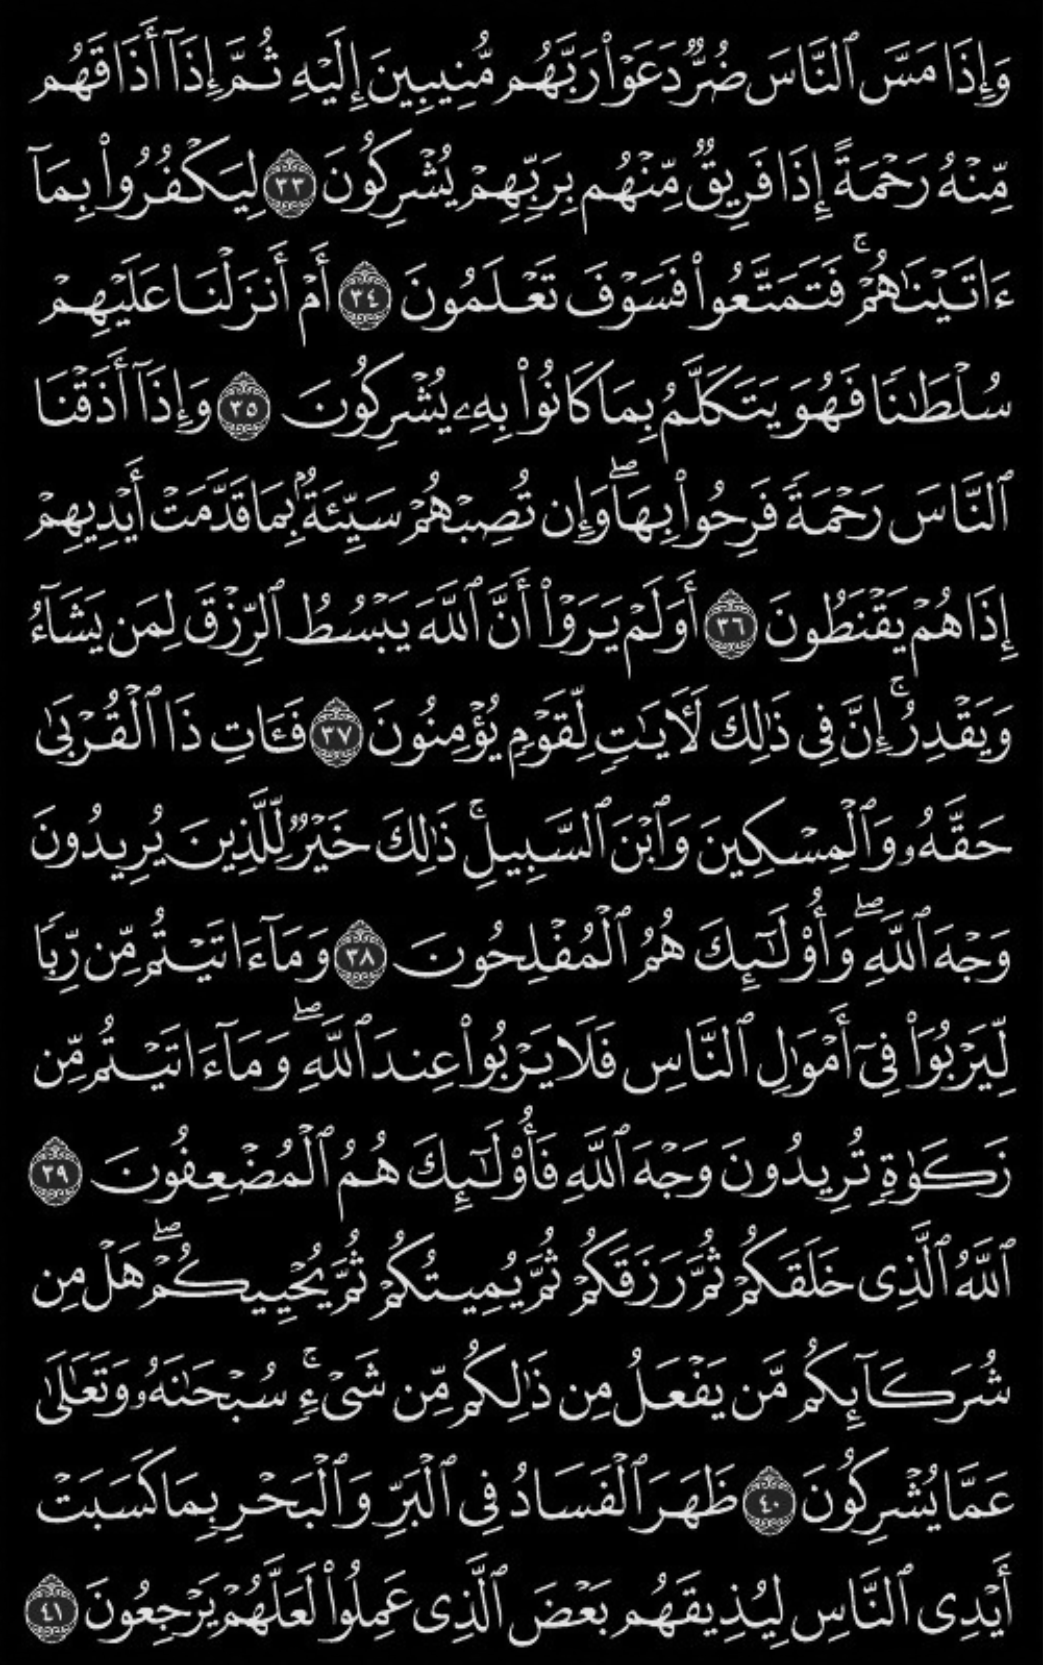 وَإِذَا مَسَّ ٱلنَّاسَ ضُرٌّ دَعَوْا۟ رَبَّهُم مُّنِيبِينَ إِلَيْهِ ثُمَّ إِذَآ أَذَاقَهُم
مِّنْهُ رَحْمَةً إِذَا فَرِيقٌ مِّنْهُم بِرَبِّهِمْ يُشْرِكُونَ ٣٣ لِيَكْفُرُوا۟ بِمَآ
ءَاتَيْنَٰهُمْ ۚ فَتَمَتَّعُوا۟ فَسَوْفَ تَعْلَمُونَ ٣٤ أَمْ أَنزَلْنَا عَلَيْهِمْ
سُلْطَٰنًا فَهُوَ يَتَكَلَّمُ بِمَا كَانُوا۟ بِهِۦ يُشْرِكُونَ ٣٥ وَإِذَآ أَذَقْنَا
ٱلنَّاسَ رَحْمَةً فَرِحُوا۟ بِهَا ۖ وَإِن تُصِبْهُمْ سَيِّئَةٌۢ بِمَا قَدَّمَتْ أَيْدِيهِمْ
إِذَا هُمْ يَقْنَطُونَ ٣٦ أَوَلَمْ يَرَوْا۟ أَنَّ ٱللَّهَ يَبْسُطُ ٱلرِّزْقَ لِمَن يَشَآءُ
وَيَقْدِرُ ۚ إِنَّ فِى ذَٰلِكَ لَءَايَٰتٍ لِّقَوْمٍ يُؤْمِنُونَ ٣٧ فَـَٔاتِ ذَا ٱلْقُرْبَىٰ
حَقَّهُۥ وَٱلْمِسْكِينَ وَٱبْنَ ٱلسَّبِيلِ ۚ ذَٰلِكَ خَيْرٌ لِّلَّذِينَ يُرِيدُونَ
وَجْهَ ٱللَّهِ ۖ وَأُو۟لَٰٓئِكَ هُمُ ٱلْمُفْلِحُونَ ٣٨ وَمَآ ءَاتَيْتُم مِّن رِّبًا
لِّيَرْبُوَا۟ فِىٓ أَمْوَٰلِ ٱلنَّاسِ فَلَا يَرْبُوا۟ عِندَ ٱللَّهِ ۖ وَمَآ ءَاتَيْتُم مِّن
زَكَوٰةٍ تُرِيدُونَ وَجْهَ ٱللَّهِ فَأُو۟لَٰٓئِكَ هُمُ ٱلْمُضْعِفُونَ ٣٩
ٱللَّهُ ٱلَّذِى خَلَقَكُمْ ثُمَّ رَزَقَكُمْ ثُمَّ يُمِيتُكُمْ ثُمَّ يُحْيِيكُمْ ۖ هَلْ مِن
شُرَكَآئِكُم مَّن يَفْعَلُ مِن ذَٰلِكُم مِّن شَىْءٍ ۚ سُبْحَٰنَهُۥ وَتَعَٰلَىٰ
عَمَّا يُشْرِكُونَ ٤٠ ظَهَرَ ٱلْفَسَادُ فِى ٱلْبَرِّ وَٱلْبَحْرِ بِمَا كَسَبَتْ
أَيْدِى ٱلنَّاسِ لِيُذِيقَهُم بَعْضَ ٱلَّذِى عَمِلُوا۟ لَعَلَّهُمْ يَرْجِعُونَ ٤١